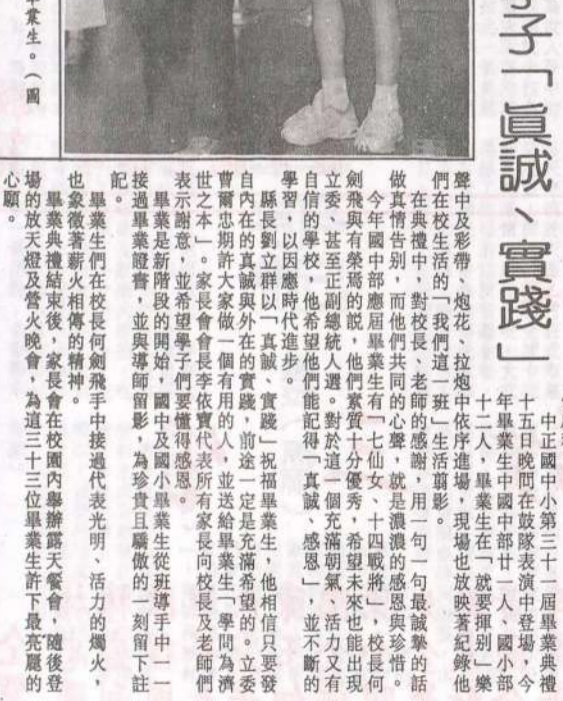 子「真誠、實踐」
中正國中小第三十一屆畢業典禮
十五日晚間在鼓隊表演中登場，今
年畢業生中國中部廿一人、國小部
十二人，畢業生在「就要揮別」樂
聲中及彩帶、炮花、拉炮中依序進場，現場也放映著紀錄他
們在校生活的「我們這一班」生活剪影。
在典禮中，對校長、老師的感謝，用一句一句最誠摯的話
做真情告別，而他們共同的心聲，就是濃濃的感恩與珍惜。
今年國中部應屆畢業生有「七仙女、十四戰將」，校長何
劍飛與有榮焉的說，他們素質十分優秀，希望未來也能出現
立委、甚至正副總統人選。對於這一個充滿朝氣、活力又有
自信的學校，他希望他們能記得「真誠、感恩」，並不斷的
學習，以因應時代進步。
縣長劉立群以「真誠、實踐」祝福畢業生，他相信只要發
自內在的真誠與外在的實踐，前途一定是充滿希望的。立委
曹爾忠期許大家做一個有用的人，並送給畢業生「學問為濟
世之本」。家長會會長李依寶代表所有家長向校長及老師們
表示謝意，並希望學子們要懂得感恩。
畢業是新階段的開始，國中及國小畢業生從班導手中一一
接過畢業證書，並與導師留影，為珍貴且驕傲的一刻留下註
記。
畢業生們在校長何劍飛手中接過代表光明、活力的燭火，
也象徵著薪火相傳的精神。
畢業典禮結束後，家長會在校園內舉辦露天餐會，隨後登
場的放天燈及營火晚會，為這三十三位畢業生許下最亮麗的
心願。
業生。（圖